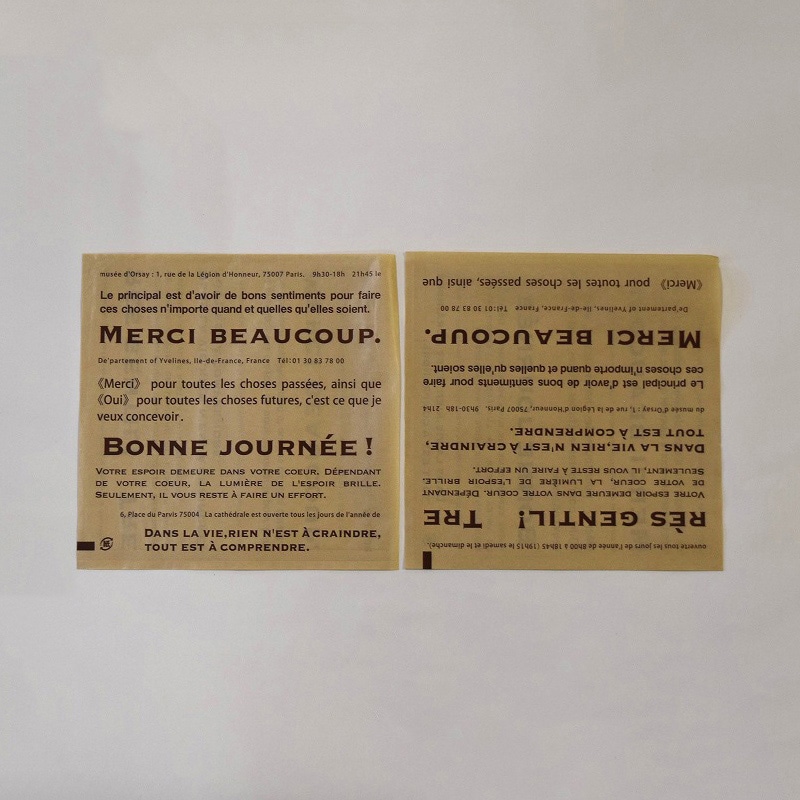 musée d'Orsay : 1, rue de la Légion d'Honneur, 75007 Paris. 9h30-18h 21h45 le
Le principal est d'avoir de bons sentiments pour faire
ces choses n'importe quand et quelles qu'elles soient.
MERCI BEAUCOUP.
De'partement of Yvelines, Ile-de-France, France Tél:01 30 83 78 00
《Merci》 pour toutes les choses passées, ainsi que
《Oui》 pour toutes les choses futures, c'est ce que je
veux concevoir.
BONNE JOURNÉE !
VOTRE ESPOIR DEMEURE DANS VOTRE COEUR. DÉPENDANT
DE VOTRE COEUR, LA LUMIÈRE DE L'ESPOIR BRILLE.
SEULEMENT, IL VOUS RESTE À FAIRE UN EFFORT.
6, Place du Parvis 75004 La cathédrale est ouverte tous les jours de l'année de
DANS LA VIE,RIEN N'EST À CRAINDRE,
TOUT EST À COMPRENDRE.
ouverte tous les jours de l'année de 8h00 à 18h45 (19h15 le samedi et le dimanche).
RÈS GENTIL! TRE
VOTRE ESPOIR DEMEURE DANS VOTRE COEUR. DÉPENDANT
DE VOTRE COEUR, LA LUMIÈRE DE L'ESPOIR BRILLE.
SEULEMENT, IL VOUS RESTE À FAIRE UN EFFORT.
DANS LA VIE,RIEN N'EST À CRAINDRE,
TOUT EST À COMPRENDRE.
du musée d'Orsay : 1, rue de la Légion d'Honneur, 75007 Paris. 9h30-18h 21h4
Le principal est d'avoir de bons sentiments pour faire
ces choses n'importe quand et quelles qu'elles soient.
MERCI BEAUCOUP.
De'partement of Yvelines, Ile-de-France, France Tél:01 30 83 78 00
《Merci》 pour toutes les choses passées, ainsi que